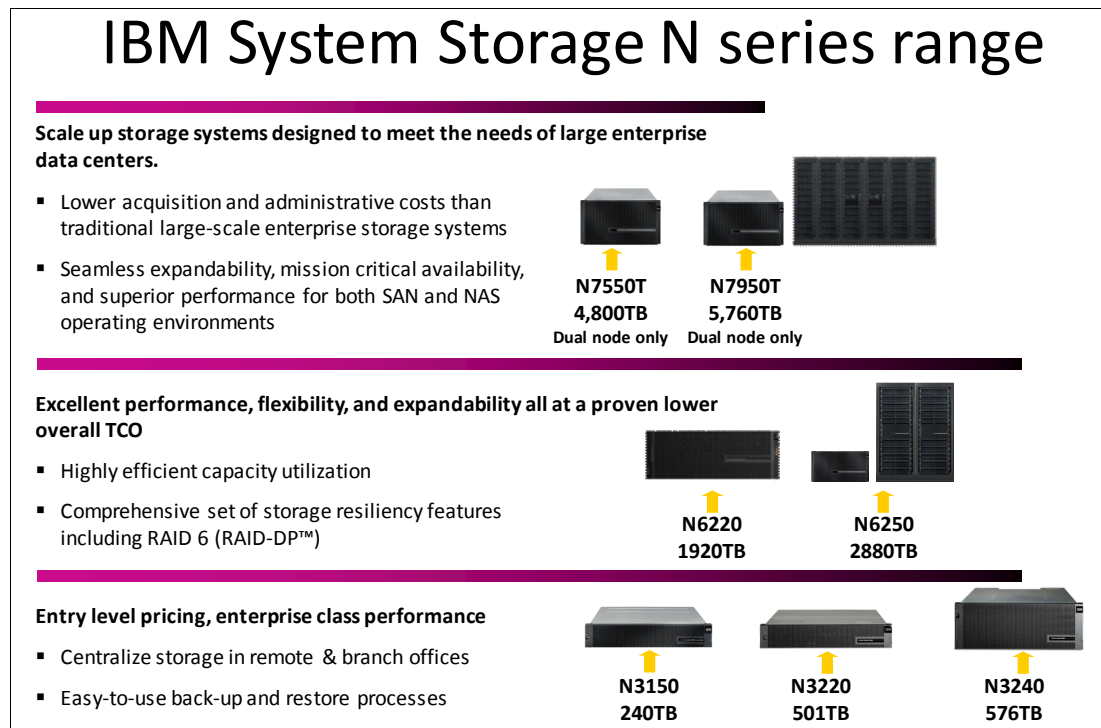 IBM System Storage N series range
Scale up storage systems designed to meet the needs of large enterprise
data centers.
▪ Lower acquisition and administrative costs than
traditional large-scale enterprise storage systems
▪ Seamless expandability, mission critical availability,
and superior performance for both SAN and NAS
operating environments
N7550T
4,800TB
Dual node only
N7950T
5,760TB
Dual node only
Excellent performance, flexibility, and expandability all at a proven lower
overall TCO
▪ Highly efficient capacity utilization
▪ Comprehensive set of storage resiliency features
including RAID 6 (RAID-DP™)
N6220
1920TB
N6250
2880TB
Entry level pricing, enterprise class performance
▪ Centralize storage in remote & branch offices
▪ Easy-to-use back-up and restore processes
N3150
240TB
N3220
501TB
N3240
576TB